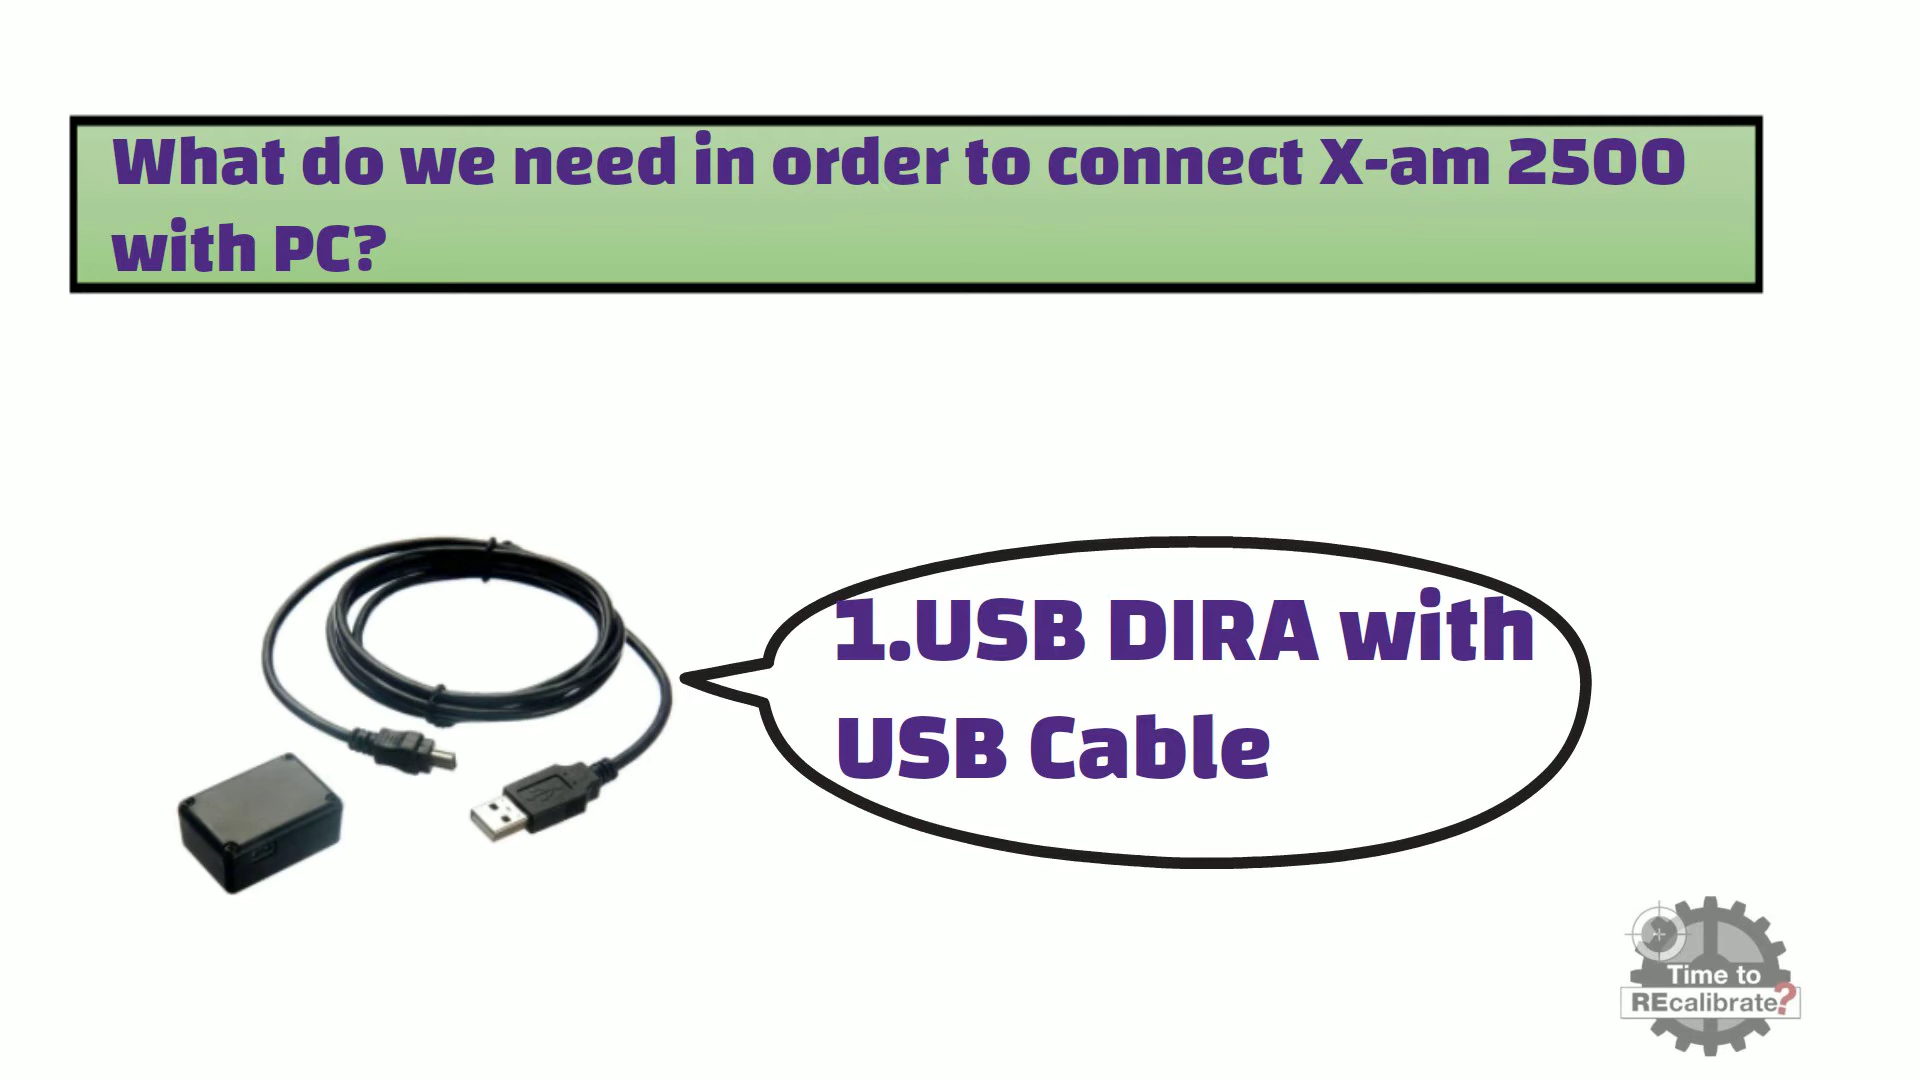 What do we need in order to connect X-am 2500
with PC?
1.USB DIRA with
USB Cable
Time to
REcalibrate?